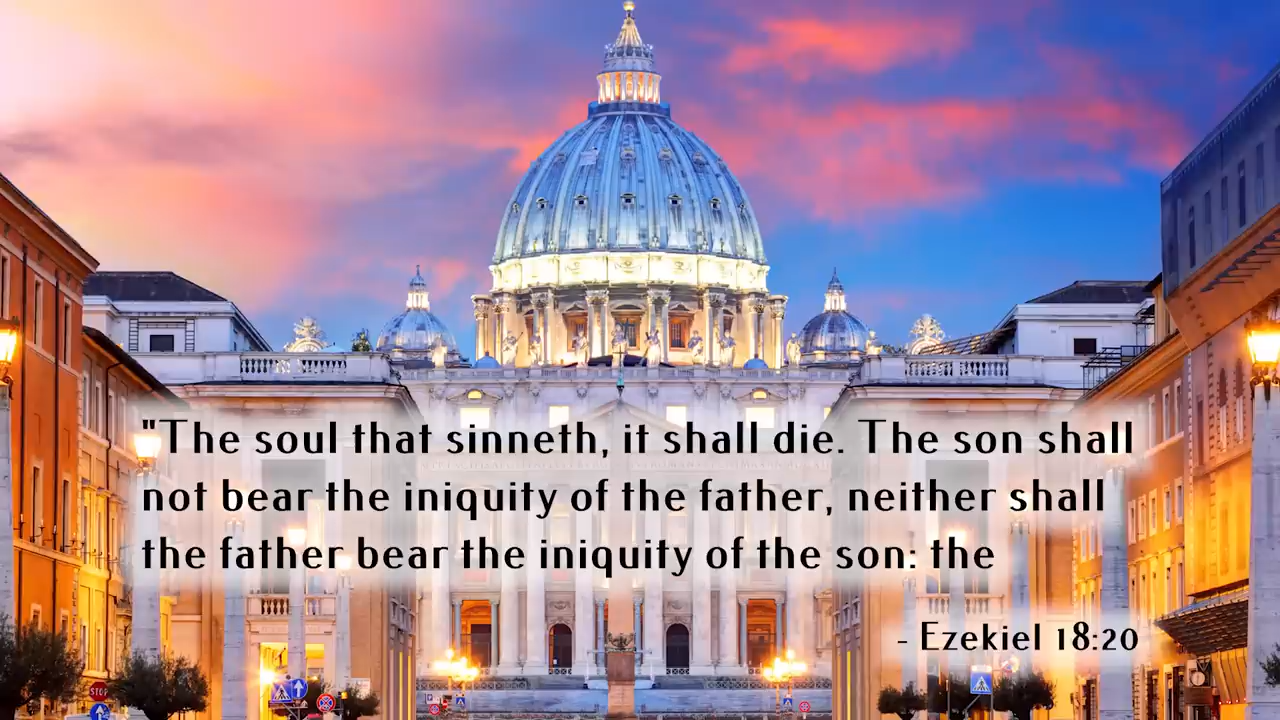 "The soul that sinneth, it shall die. The son shall
not bear the iniquity of the father, neither shall
the father bear the iniquity of the son: the
- Ezekiel 18:20
STOP